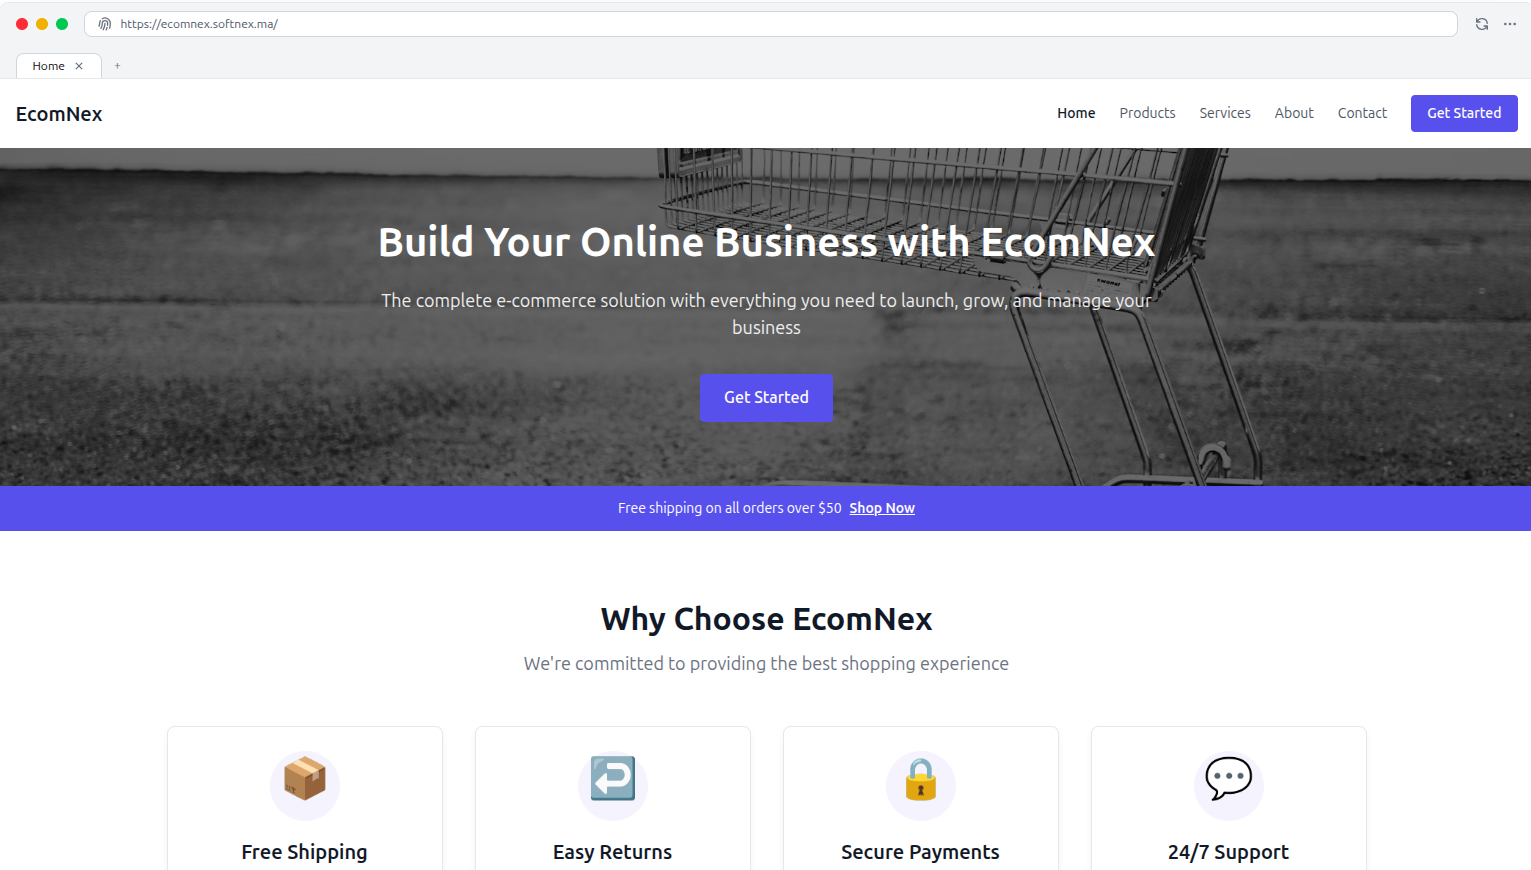 https://ecomnex.softnex.ma/
Home
EcomNex
Home Products Services About Contact Get Started
Build Your Online Business with EcomNex
The complete e-commerce solution with everything you need to launch, grow, and manage your
business
Get Started
Free shipping on all orders over $50 Shop Now
Why Choose EcomNex
We're committed to providing the best shopping experience
Free Shipping
Easy Returns
Secure Payments
24/7 Support